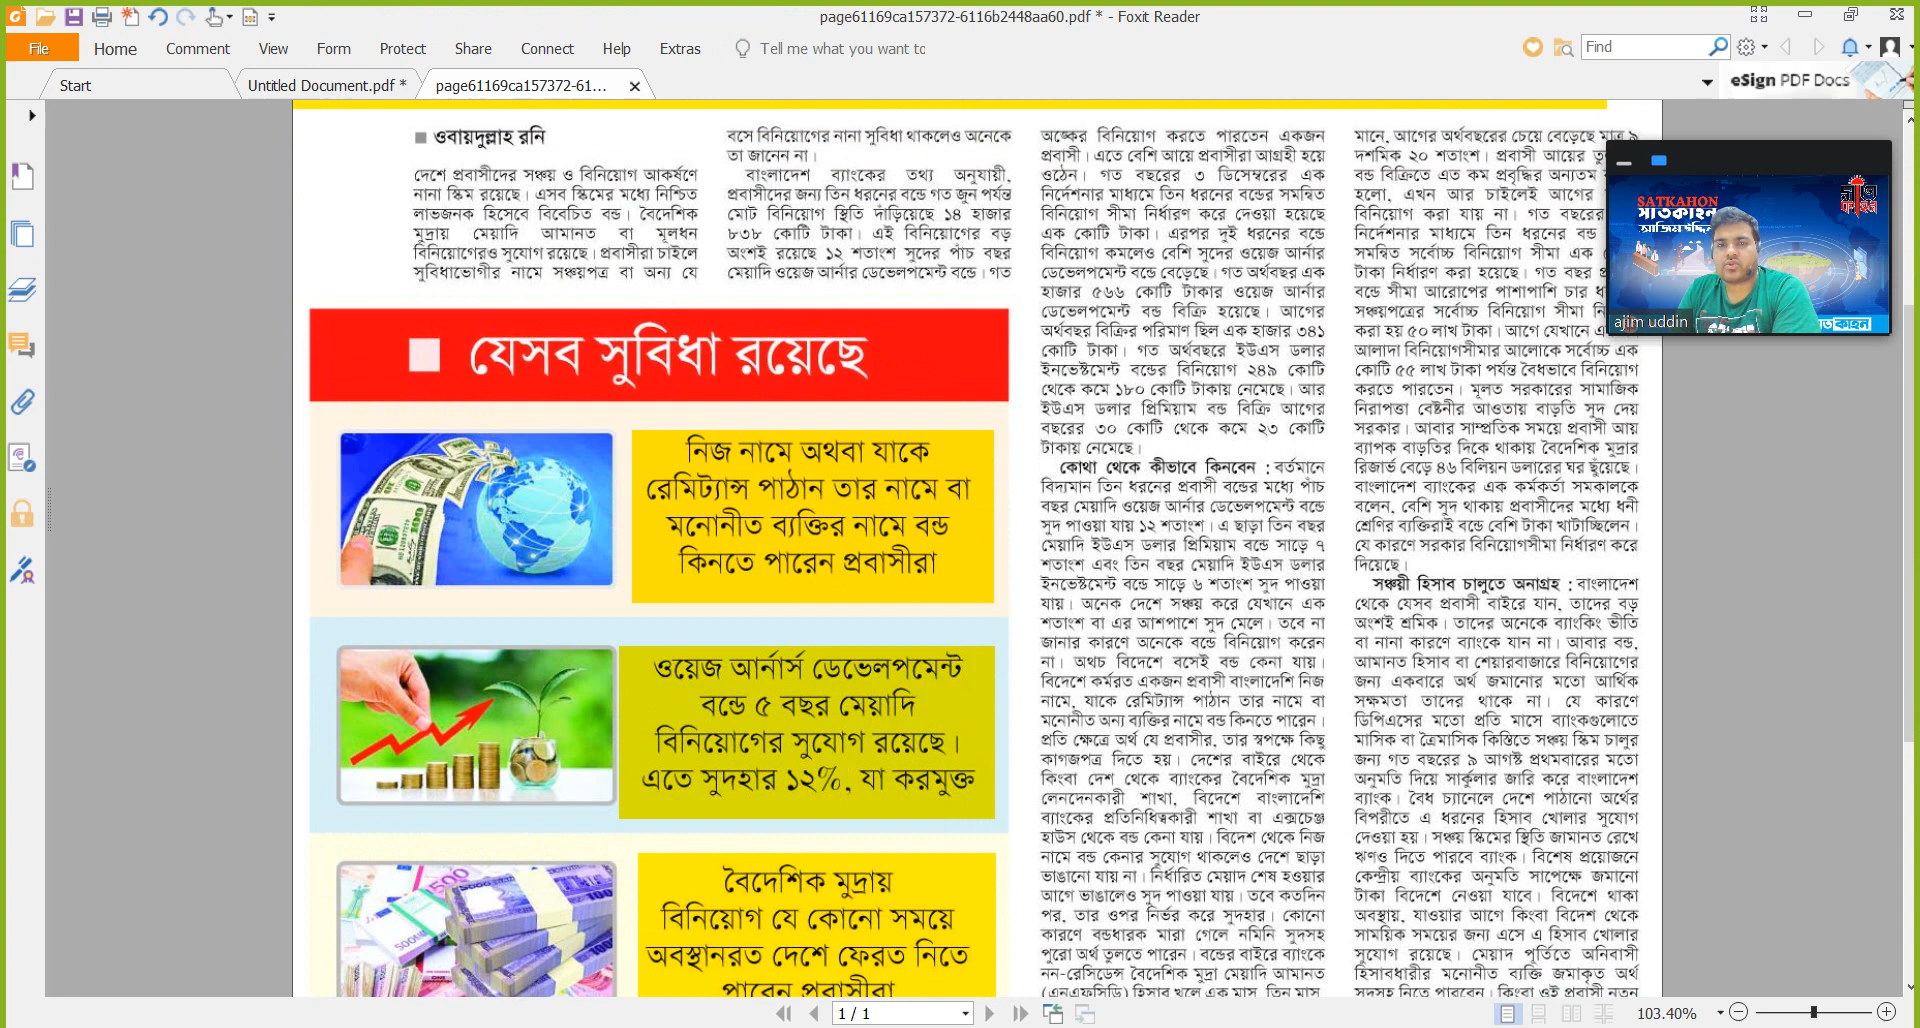 page61169ca157372-6116b2448aa60.pdf * - Foxit Reader
File Home Comment View Form Protect Share Connect Help Extras Tell me what you want to Find
Start Untitled Document.pdf * page61169ca157372-61... eSign PDF Docs
ওবায়দুল্লাহ রনি
দেশে প্রবাসীদের সঞ্চয় ও বিনিয়োগ আকর্ষণে
নানা স্কিম রয়েছে। এসব স্কিমের মধ্যে নিশ্চিত
লাভজনক হিসেবে বিবেচিত বন্ড। বৈদেশিক
মুদ্রায় মেয়াদি আমানত বা মূলধন
বিনিয়োগেরও সুযোগ রয়েছে। প্রবাসীরা চাইলে
সুবিধাভোগীর নামে সঞ্চয়পত্র বা অন্য যে
বসে বিনিয়োগের নানা সুবিধা থাকলেও অনেকে
তা জানেন না।
বাংলাদেশ ব্যাংকের তথ্য অনুযায়ী,
প্রবাসীদের জন্য তিন ধরনের বন্ডে গত জুন পর্যন্ত
মোট বিনিয়োগ স্থিতি দাঁড়িয়েছে ১৪ হাজার
৮৩৮ কোটি টাকা। এই বিনিয়োগের বড়
অংশই রয়েছে ১২ শতাংশ সুদের পাঁচ বছর
মেয়াদি ওয়েজ আর্নার ডেভেলপমেন্ট বন্ডে। গত
যেসব সুবিধা রয়েছে
নিজ নামে অথবা যাকে
রেমিট্যান্স পাঠান তার নামে বা
মনোনীত ব্যক্তির নামে বন্ড
কিনতে পারেন প্রবাসীরা
ওয়েজ আর্নার্স ডেভেলপমেন্ট
বন্ডে ৫ বছর মেয়াদি
বিনিয়োগের সুযোগ রয়েছে।
এতে সুদহার ১২%, যা করমুক্ত
বৈদেশিক মুদ্রায়
বিনিয়োগ যে কোনো সময়ে
অবস্থানরত দেশে ফেরত নিতে
পারেন প্রবাসীরা
অঙ্কের বিনিয়োগ করতে পারতেন একজন
প্রবাসী। এতে বেশি আয়ে প্রবাসীরা আগ্রহী হয়ে
ওঠেন। গত বছরের ৩ ডিসেম্বরের এক
নির্দেশনার মাধ্যমে তিন ধরনের বন্ডের সমন্বিত
বিনিয়োগ সীমা নির্ধারণ করে দেওয়া হয়েছে
এক কোটি টাকা। এরপর দুই ধরনের বন্ডে
বিনিয়োগ কমলেও বেশি সুদের ওয়েজ আর্নার
ডেভেলপমেন্ট বন্ডে বেড়েছে। গত অর্থবছর এক
হাজার ৫৬৬ কোটি টাকার ওয়েজ আর্নার
ডেভেলপমেন্ট বন্ড বিক্রি হয়েছে। আগের
অর্থবছর বিক্রির পরিমাণ ছিল এক হাজার ৩৪১
কোটি টাকা। গত অর্থবছরে ইউএস ডলার
ইনভেস্টমেন্ট বন্ডের বিনিয়োগ ২৪৯ কোটি
থেকে কমে ১৮০ কোটি টাকায় নেমেছে। আর
ইউএস ডলার প্রিমিয়াম বন্ড বিক্রি আগের
বছরের ৩০ কোটি থেকে কমে ২৩ কোটি
টাকায় নেমেছে।
কোথা থেকে কীভাবে কিনবেন : বর্তমানে
বিদ্যমান তিন ধরনের প্রবাসী বন্ডের মধ্যে পাঁচ
বছর মেয়াদি ওয়েজ আর্নার ডেভেলপমেন্ট বন্ডে
সুদ পাওয়া যায় ১২ শতাংশ। এ ছাড়া তিন বছর
মেয়াদি ইউএস ডলার প্রিমিয়াম বন্ডে সাড়ে ৭
শতাংশ এবং তিন বছর মেয়াদি ইউএস ডলার
ইনভেস্টমেন্ট বন্ডে সাড়ে ৬ শতাংশ সুদ পাওয়া
যায়। অনেক দেশে সঞ্চয় করে যেখানে এক
শতাংশ বা এর আশপাশে সুদ মেলে। তবে না
জানার কারণে অনেকে বন্ডে বিনিয়োগ করেন
না। অথচ বিদেশে বসেই বন্ড কেনা যায়।
বিদেশে কর্মরত একজন প্রবাসী বাংলাদেশি নিজ
নামে, যাকে রেমিট্যান্স পাঠান তার নামে বা
মনোনীত অন্য ব্যক্তির নামে বন্ড কিনতে পারেন।
প্রতি ক্ষেত্রে অর্থ যে প্রবাসীর, তার স্বপক্ষে কিছু
কাগজপত্র দিতে হয়। দেশের বাইরে থেকে
কিংবা দেশ থেকে ব্যাংকের বৈদেশিক মুদ্রা
লেনদেনকারী শাখা, বিদেশে বাংলাদেশি
ব্যাংকের প্রতিনিধিত্বকারী শাখা বা এক্সচেঞ্জ
হাউস থেকে বন্ড কেনা যায়। বিদেশ থেকে নিজ
নামে বন্ড কেনার সুযোগ থাকলেও দেশে ছাড়া
ভাঙানো যায় না। নির্ধারিত মেয়াদ শেষ হওয়ার
আগে ভাঙালেও সুদ পাওয়া যায়। তবে কতদিন
পর, তার ওপর নির্ভর করে সুদহার। কোনো
কারণে বন্ডধারক মারা গেলে নমিনি সুদসহ
পুরো অর্থ তুলতে পারেন। বন্ডের বাইরে ব্যাংকে
নন-রেসিডেন্স বৈদেশিক মুদ্রা মেয়াদি আমানত
(এনএফসিডি) হিসাব খুলে এক মাস, তিন মাস,
মানে, আগের অর্থবছরের চেয়ে বেড়েছে মাত্র ৯
দশমিক ২০ শতাংশ। প্রবাসী আয়ের
বন্ড বিক্রিতে এত কম প্রবৃদ্ধির অন্যতম
হলো, এখন আর চাইলেই আগের
বিনিয়োগ করা যায় না। গত বছরের
নির্দেশনার মাধ্যমে তিন ধরনের বন্ড
সমন্বিত সর্বোচ্চ বিনিয়োগ সীমা এক
টাকা নির্ধারণ করা হয়েছে। গত বছর
বন্ডে সীমা আরোপের পাশাপাশি চার
সঞ্চয়পত্রের সর্বোচ্চ বিনিয়োগ সীমা
করা হয় ৫০ লাখ টাকা। আগে যেখানে
আলাদা বিনিয়োগসীমার আলোকে সর্বোচ্চ এক
কোটি ৫৫ লাখ টাকা পর্যন্ত বৈধভাবে বিনিয়োগ
করতে পারতেন। মূলত সরকারের সামাজিক
নিরাপত্তা বেষ্টনীর আওতায় বাড়তি সুদ দেয়
সরকার। আবার সাম্প্রতিক সময়ে প্রবাসী আয়
ব্যাপক বাড়তির দিকে থাকায় বৈদেশিক মুদ্রার
রিজার্ভ বেড়ে ৪৬ বিলিয়ন ডলারের ঘর ছুঁয়েছে।
বাংলাদেশ ব্যাংকের এক কর্মকর্তা সমকালকে
বলেন, বেশি সুদ থাকায় প্রবাসীদের মধ্যে ধনী
শ্রেণির ব্যক্তিরাই বন্ডে বেশি টাকা খাটাচ্ছিলেন।
যে কারণে সরকার বিনিয়োগসীমা নির্ধারণ করে
দিয়েছে।
সঞ্চয়ী হিসাব চালুতে অনাগ্রহ : বাংলাদেশ
থেকে যেসব প্রবাসী বাইরে যান, তাদের বড়
অংশই শ্রমিক। তাদের অনেকে ব্যাংকিং ভীতি
বা নানা কারণে ব্যাংকে যান না। আবার বন্ড,
আমানত হিসাব বা শেয়ারবাজারে বিনিয়োগের
জন্য একবারে অর্থ জমানোর মতো আর্থিক
সক্ষমতা তাদের থাকে না। যে কারণে
ডিপিএসের মতো প্রতি মাসে ব্যাংকগুলোতে
মাসিক বা ত্রৈমাসিক কিস্তিতে সঞ্চয় স্কিম চালুর
জন্য গত বছরের ৯ আগস্ট প্রথমবারের মতো
অনুমতি দিয়ে সার্কুলার জারি করে বাংলাদেশ
ব্যাংক। বৈধ চ্যানেলে দেশে পাঠানো অর্থের
বিপরীতে এ ধরনের হিসাব খোলার সুযোগ
দেওয়া হয়। সঞ্চয় স্কিমের স্থিতি জামানত রেখে
ঋণও দিতে পারবে ব্যাংক। বিশেষ প্রয়োজনে
কেন্দ্রীয় ব্যাংকের অনুমতি সাপেক্ষে জমানো
টাকা বিদেশে নেওয়া যাবে। বিদেশে থাকা
অবস্থায়, যাওয়ার আগে কিংবা বিদেশ থেকে
সাময়িক সময়ের জন্য এসে এ হিসাব খোলার
সুযোগ রয়েছে। মেয়াদ পূর্তিতে অনিবাসী
হিসাবধারীর মনোনীত ব্যক্তি জমাকৃত অর্থ
সুদসহ নিতে পারবেন। কিংবা ওই প্রবাসী নতুন
SATKAHON
সাতকাহন
আজিম উদ্দিন
সাত কাহন
ajim uddin
1 / 1
103.40%